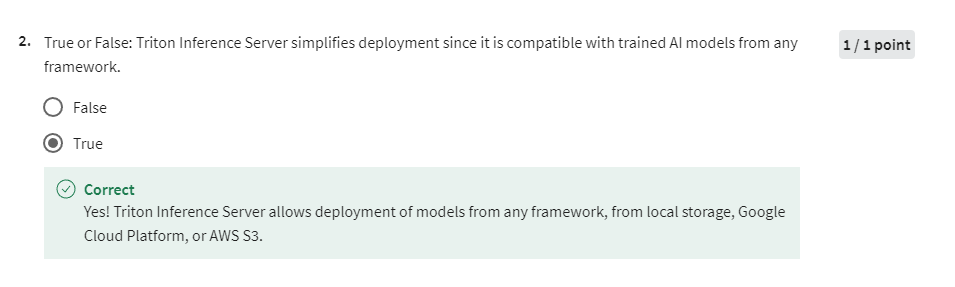 2. True or False: Triton Inference Server simplifies deployment since it is compatible with trained AI models from any
framework.
1 / 1 point
False
True
Correct
Yes! Triton Inference Server allows deployment of models from any framework, from local storage, Google
Cloud Platform, or AWS S3.